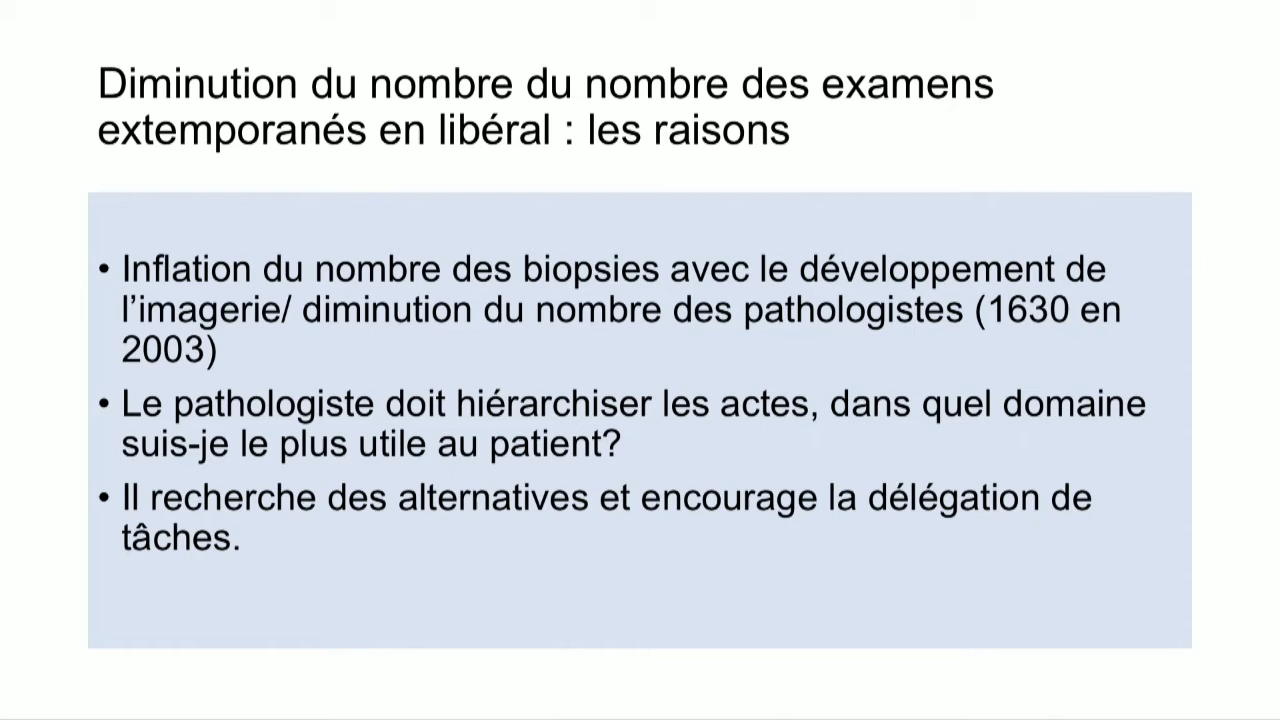 Diminution du nombre du nombre des examens
extemporanés en libéral : les raisons
• Inflation du nombre des biopsies avec le développement de
l’imagerie/ diminution du nombre des pathologistes (1630 en
2003)
• Le pathologiste doit hiérarchiser les actes, dans quel domaine
suis-je le plus utile au patient?
• Il recherche des alternatives et encourage la délégation de
tâches.